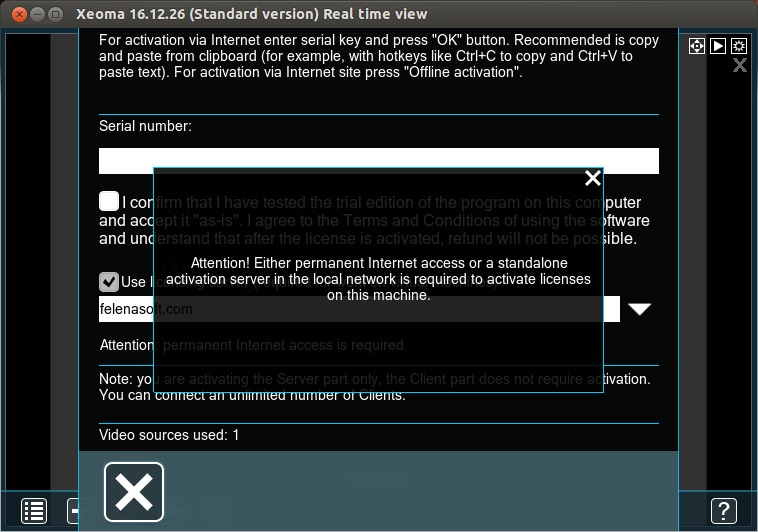 Xeoma 16.12.26 (Standard version) Real time view
For activation via Internet enter serial key and press "OK" button. Recommended is copy
and paste from clipboard (for example, with hotkeys like Ctrl+C to copy and Ctrl+V to
paste text). For activation via Internet site press "Offline activation".
Serial number:
I confirm that I have tested the trial edition of the program on this computer
and accept it "as-is". I agree to the Terms and Conditions of using the software
and understand that after the license is activated, refund will not be possible.
Attention! Either permanent Internet access or a standalone
activation server in the local network is required to activate licenses
on this machine.
Use
felenasoft.com
Attention: permanent Internet access is required
Note: you are activating the Server part only, the Client part does not require activation.
You can connect an unlimited number of Clients.
Video sources used: 1
?